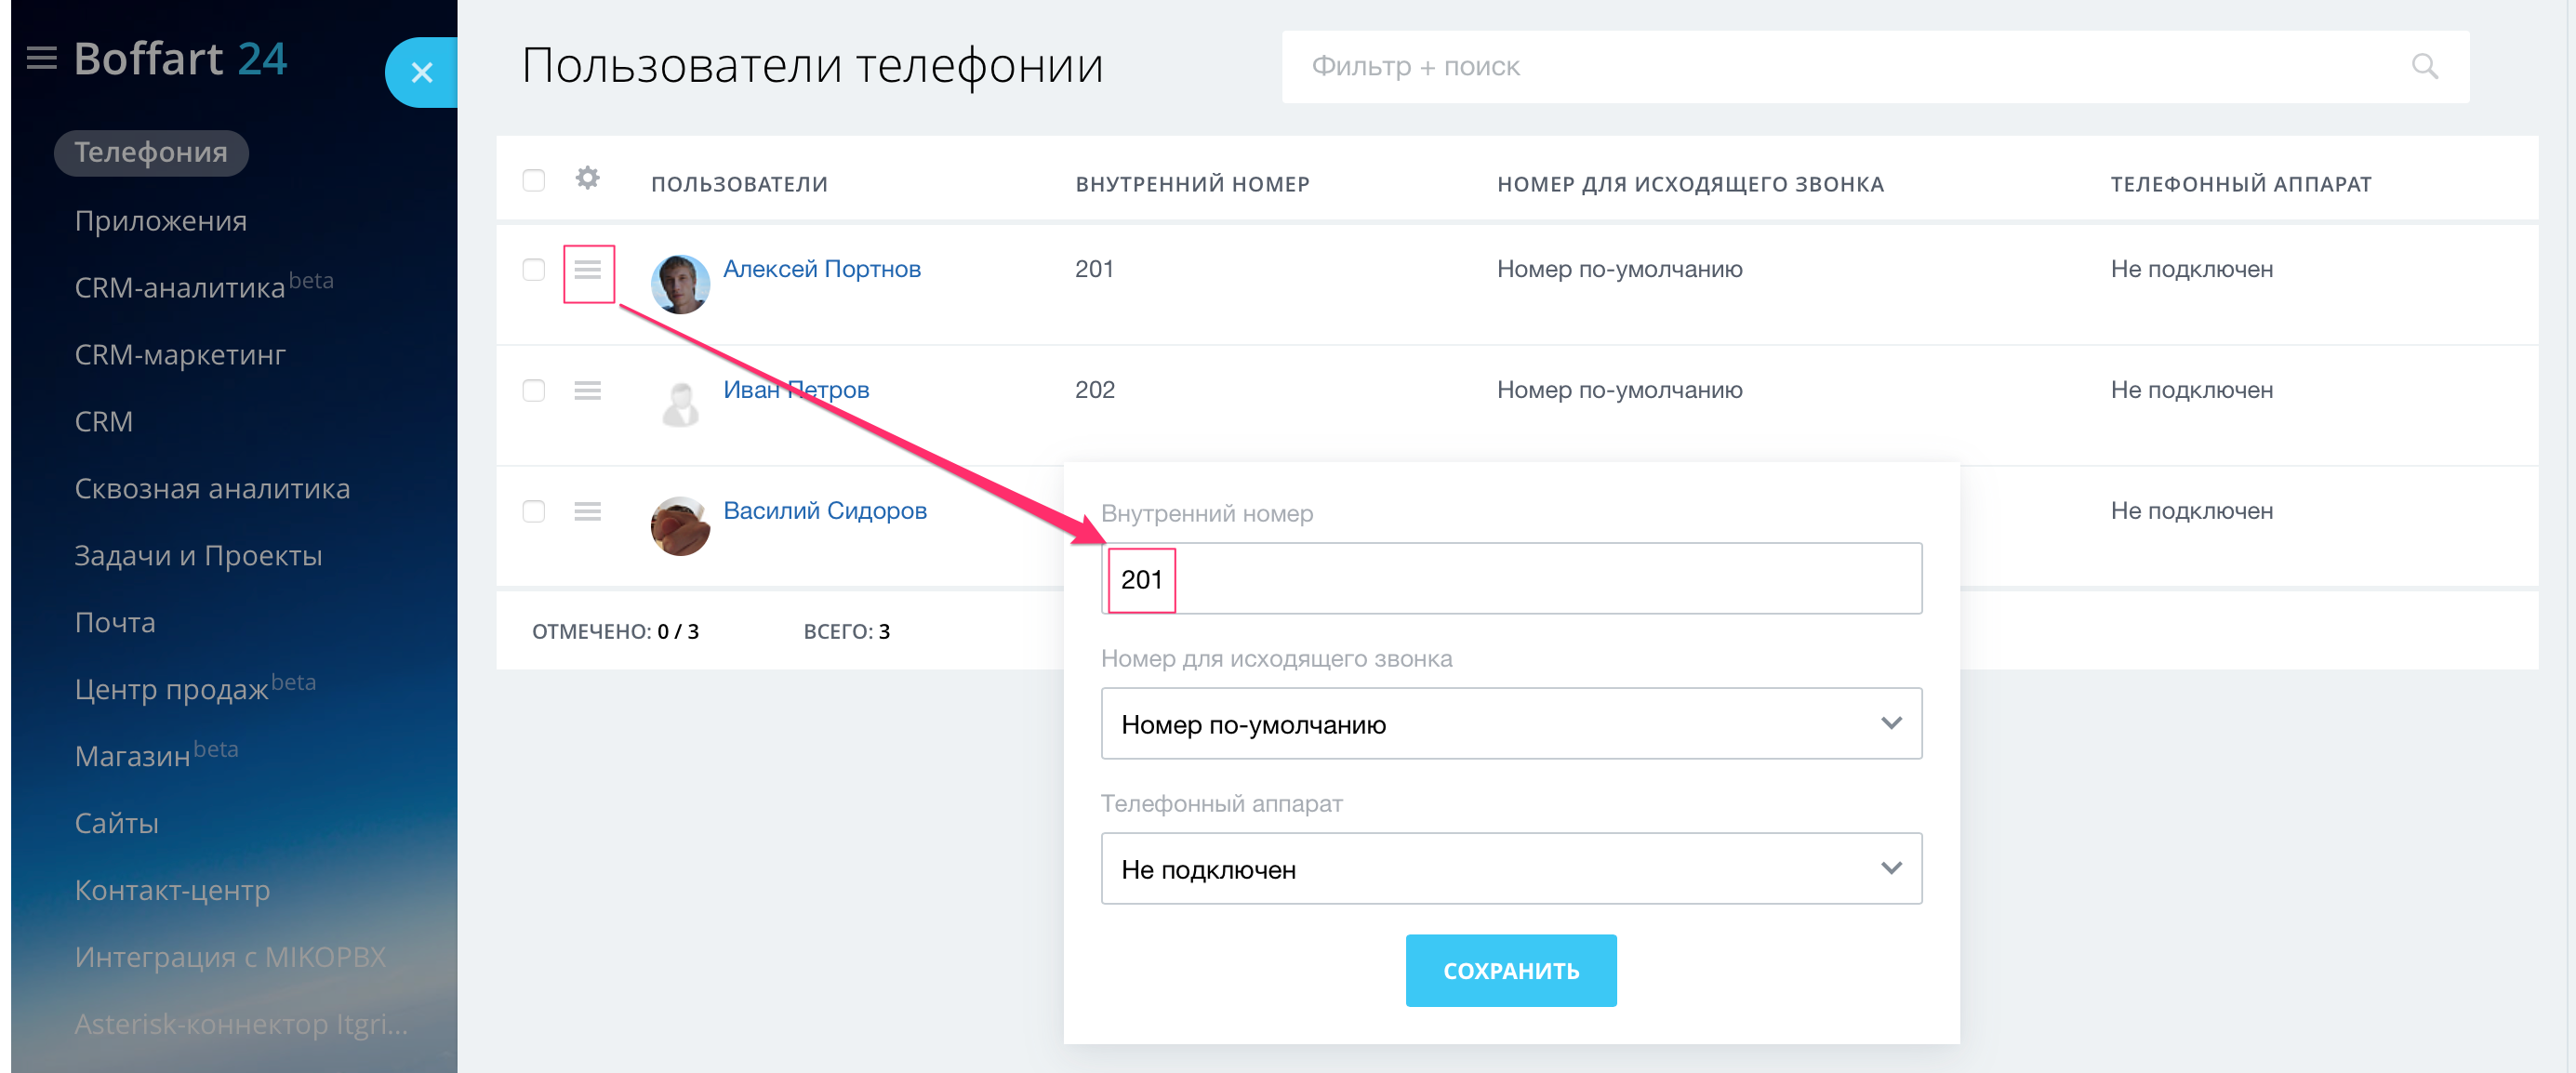 Boffart 24
Телефония
Приложения
CRM-аналитика beta
CRM-маркетинг
CRM
Сквозная аналитика
Задачи и Проекты
Почта
Центр продаж beta
Магазин beta
Сайты
Контакт-центр
Интеграция с MIKOPBX
Asterisk-коннектор Itgri...
Пользователи телефонии
Фильтр + поиск
ПОЛЬЗОВАТЕЛИ ВНУТРЕННИЙ НОМЕР НОМЕР ДЛЯ ИСХОДЯЩЕГО ЗВОНКА ТЕЛЕФОННЫЙ АППАРАТ
Алексей Портнов 201 Номер по-умолчанию Не подключен
Иван Петров 202 Номер по-умолчанию Не подключен
Василий Сидоров Не подключен
ОТМЕЧЕНО: 0 / 3 ВСЕГО: 3
Внутренний номер
201
Номер для исходящего звонка
Номер по-умолчанию
Телефонный аппарат
Не подключен
СОХРАНИТЬ